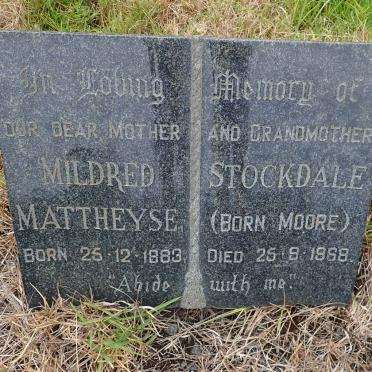 In Loving Memory of
OUR DEAR MOTHER AND GRANDMOTHER
MILDRED STOCKDALE
MATTHEYSE (BORN MOORE)
BORN 25·12·1883. DIED 25·9·1968.
"Abide with me".